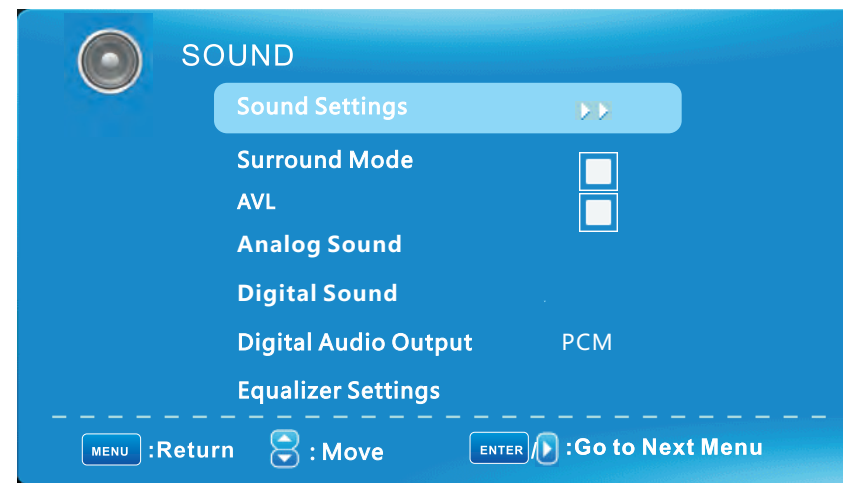 SOUND
Sound Settings
Surround Mode
AVL
Analog Sound
Digital Sound
Digital Audio Output PCM
Equalizer Settings
MENU :Return : Move ENTER / :Go to Next Menu